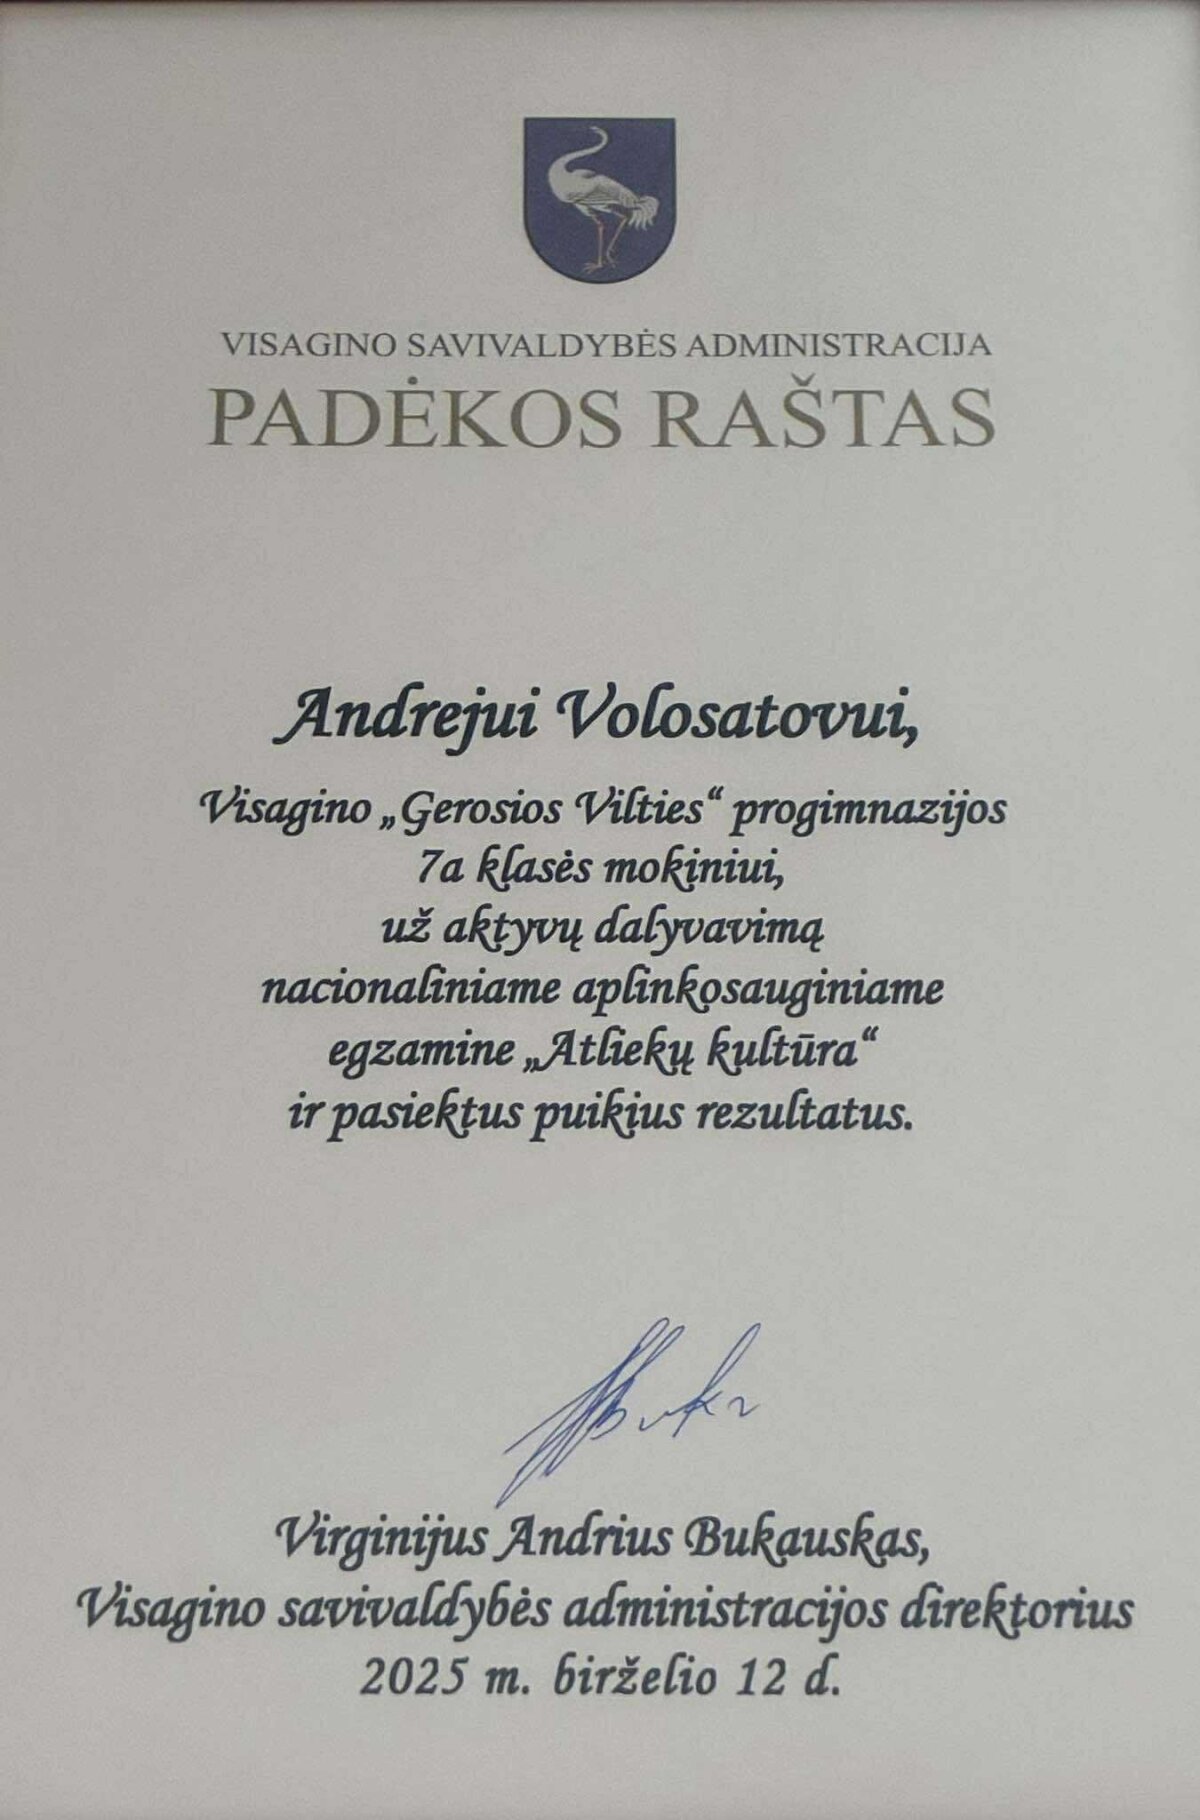 VISAGINO SAVIVALDYBĖS ADMINISTRACIJA
PADĖKOS RAŠTAS
Andrejui Volosatovui,
Visagino „Gerosios Vilties“ progimnazijos
7a klasės mokiniui,
už aktyvų dalyvavimą
nacionaliniame aplinkosauginiame
egzamine „Atliekų kultūra“
ir pasiektus puikius rezultatus.
Virginijus Andrius Bukauskas,
Visagino savivaldybės administracijos direktorius
2025 m. birželio 12 d.